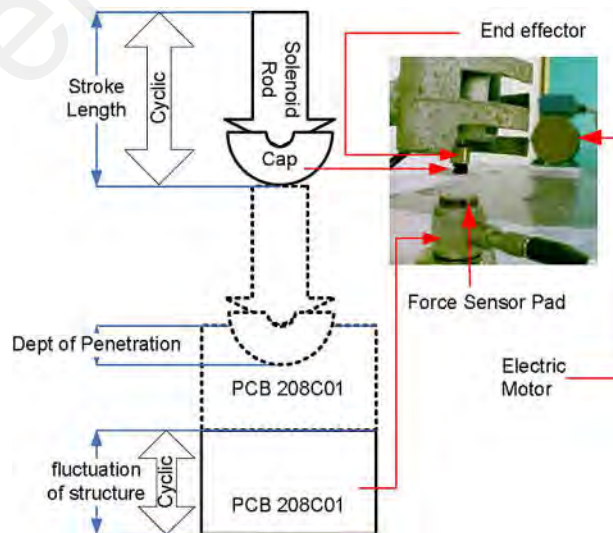 End effector
Stroke
Length
Cyclic
Solenoid
Rod
Cap
Force Sensor Pad
Dept of Penetration
PCB 208C01
Electric
Motor
fluctuation
of structure
Cyclic
PCB 208C01